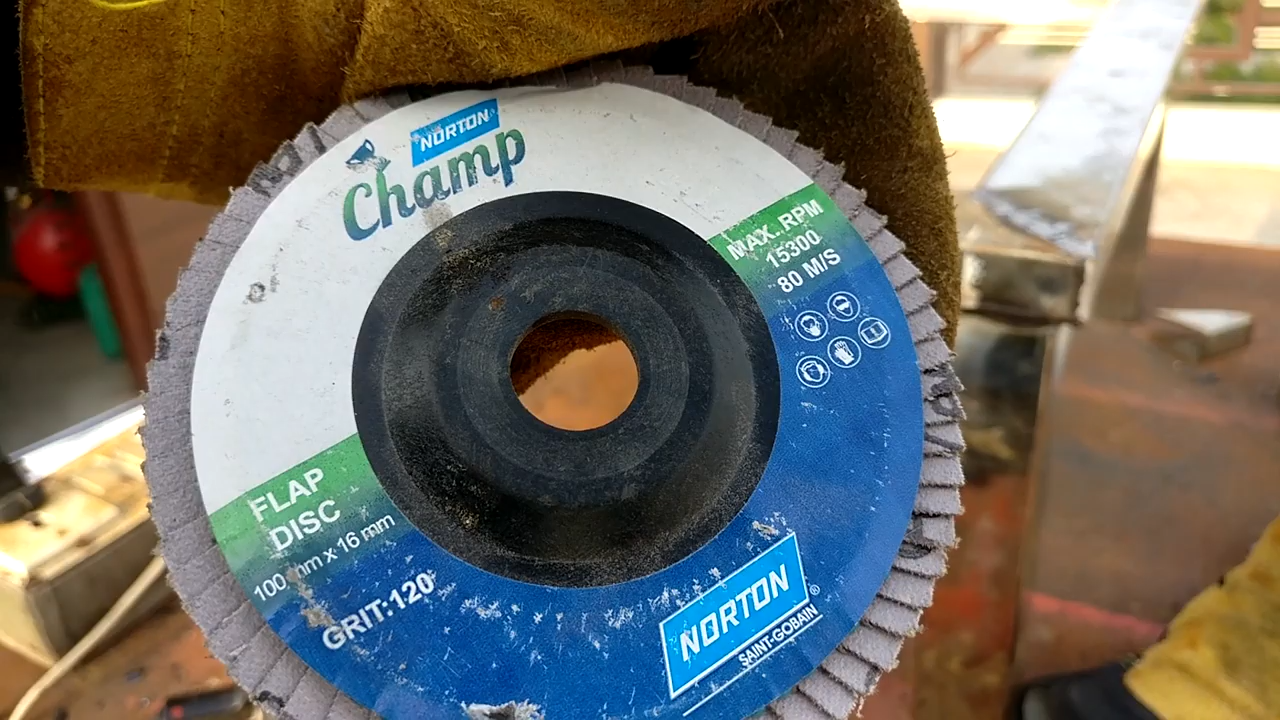 NORTON
Champ
MAX. RPM
15300
80 M/S
FLAP
DISC
100 mm x 16 mm
GRIT:120
NORTON®
SAINT-GOBAIN